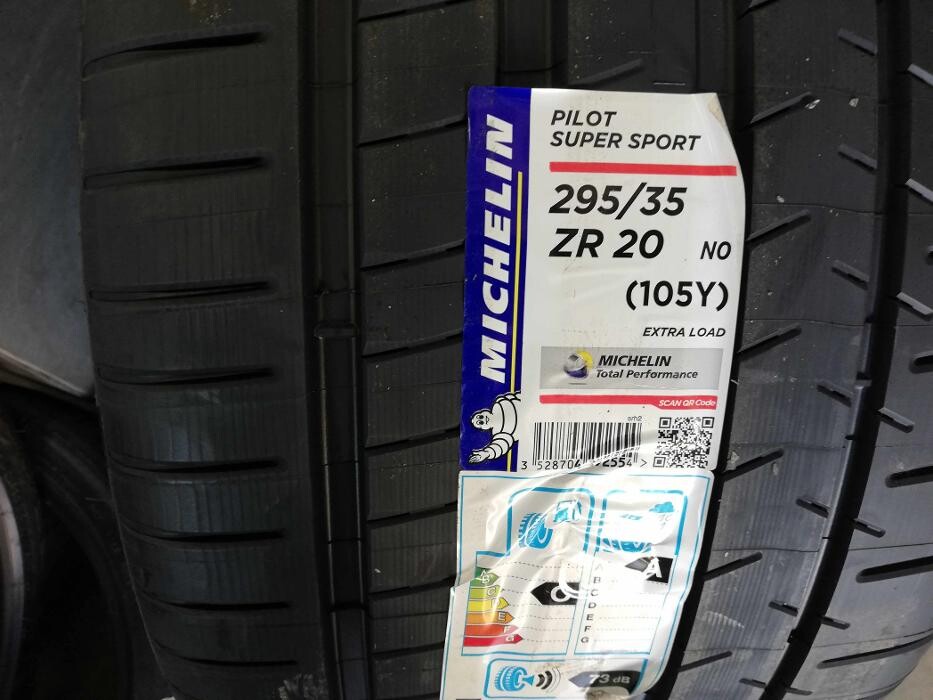 MICHELIN
PILOT
SUPER SPORT
295/35
ZR 20 N0
(105Y)
EXTRA LOAD
MICHELIN
Total Performance
SCAN QR Code
A
B
C
D
E
F
G
C
E
F
G
C
A
73 dB